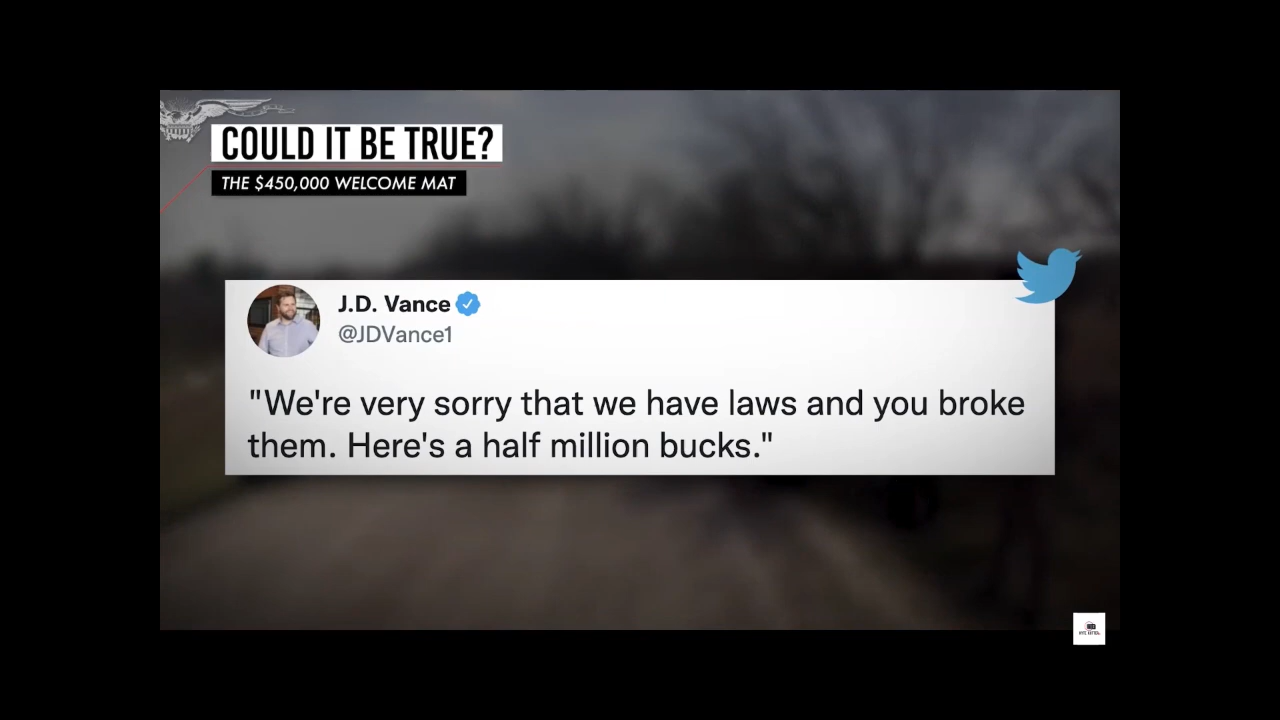 COULD IT BE TRUE?
THE $450,000 WELCOME MAT
J.D. Vance
@JDVance1
"We're very sorry that we have laws and you broke
them. Here's a half million bucks."